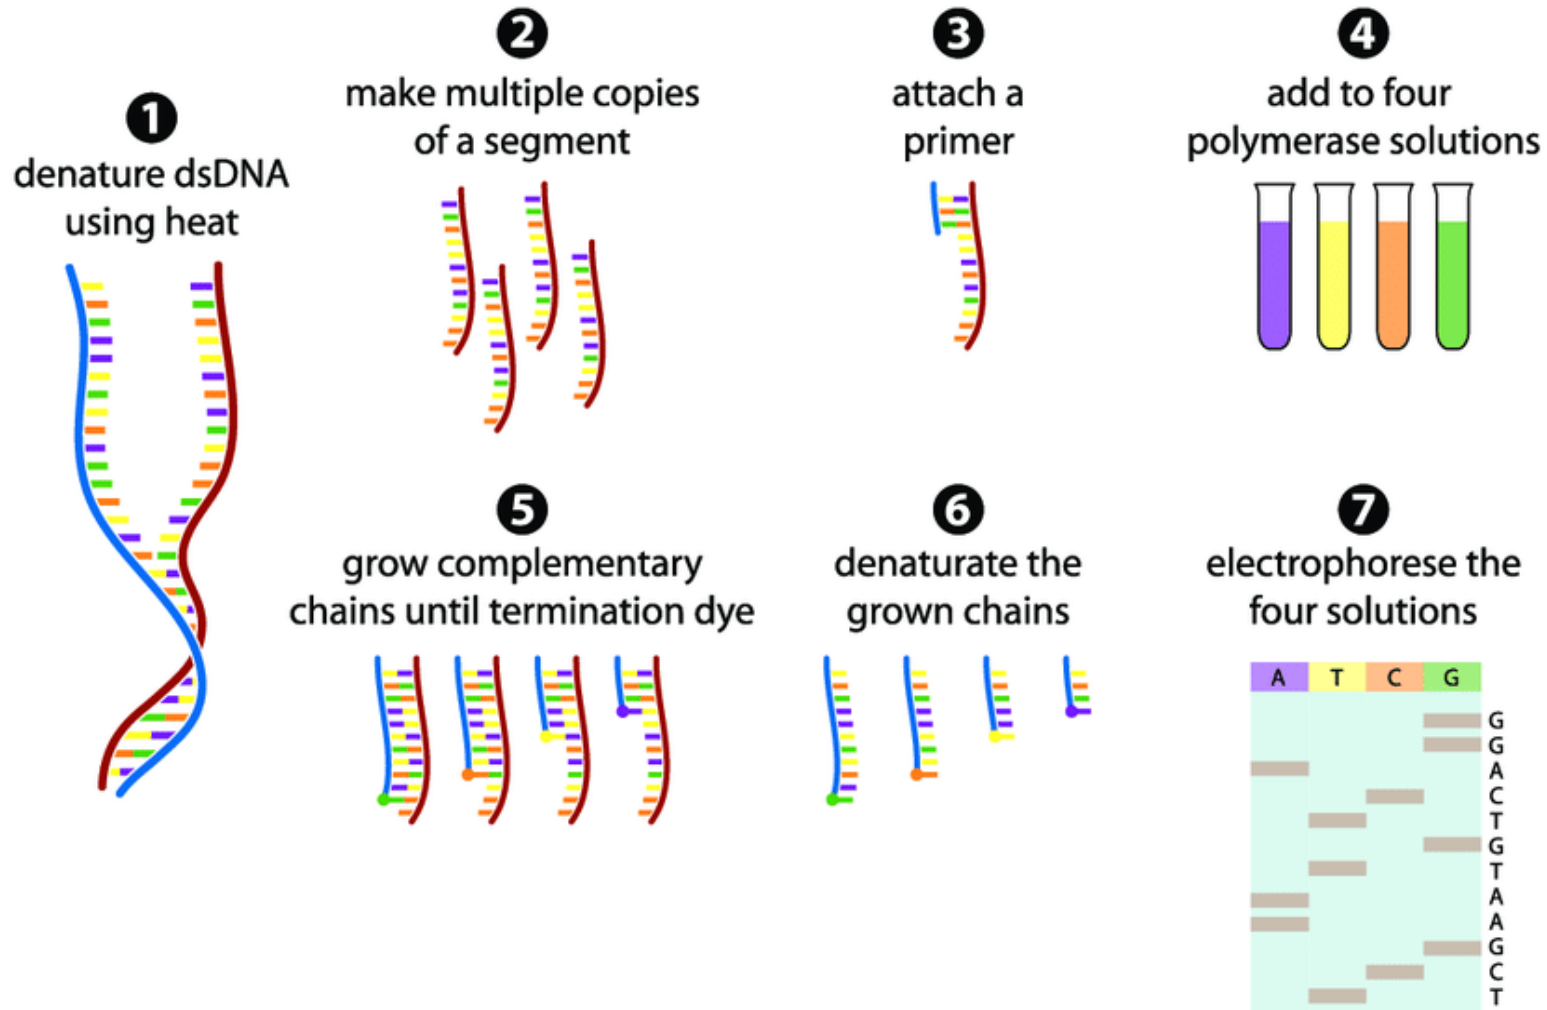 1
denature dsDNA
using heat
2
make multiple copies
of a segment
3
attach a
primer
4
add to four
polymerase solutions
5
grow complementary
chains until termination dye
6
denaturate the
grown chains
7
electrophorese the
four solutions
A T C G
G
G
A
C
T
G
T
A
A
G
C
T